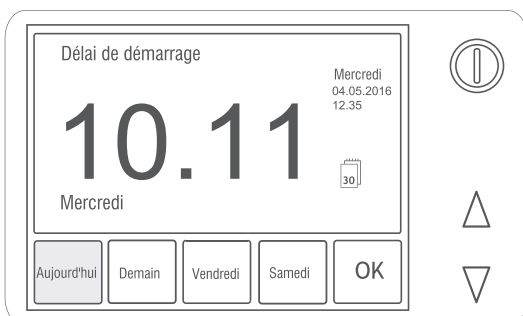 Délai de démarrage
Mercredi
04.05.2016
12.35
10.11
30
Mercredi
Aujourd'hui
Demain
Vendredi
Samedi
OK